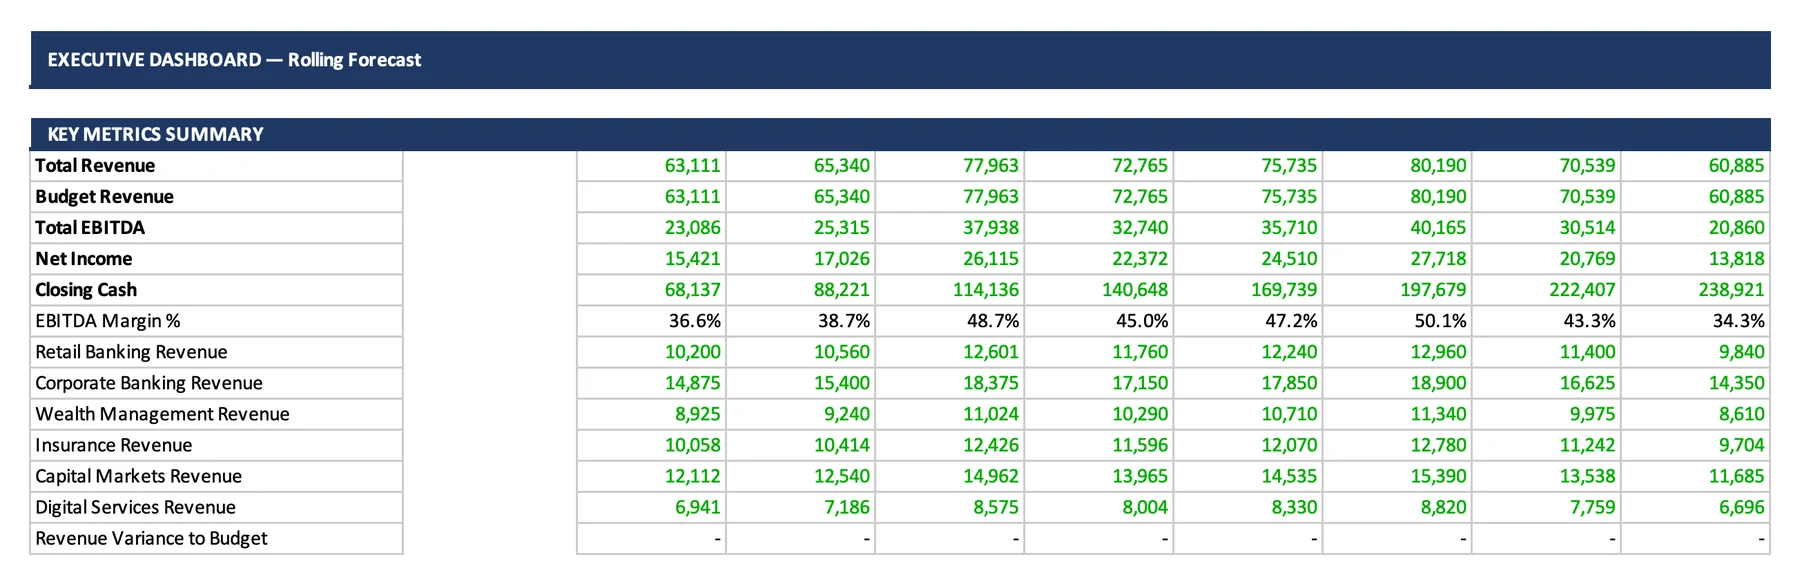 EXECUTIVE DASHBOARD — Rolling Forecast
KEY METRICS SUMMARY
Total Revenue 63,111 65,340 77,963 72,765 75,735 80,190 70,539 60,885
Budget Revenue 63,111 65,340 77,963 72,765 75,735 80,190 70,539 60,885
Total EBITDA 23,086 25,315 37,938 32,740 35,710 40,165 30,514 20,860
Net Income 15,421 17,026 26,115 22,372 24,510 27,718 20,769 13,818
Closing Cash 68,137 88,221 114,136 140,648 169,739 197,679 222,407 238,921
EBITDA Margin % 36.6% 38.7% 48.7% 45.0% 47.2% 50.1% 43.3% 34.3%
Retail Banking Revenue 10,200 10,560 12,601 11,760 12,240 12,960 11,400 9,840
Corporate Banking Revenue 14,875 15,400 18,375 17,150 17,850 18,900 16,625 14,350
Wealth Management Revenue 8,925 9,240 11,024 10,290 10,710 11,340 9,975 8,610
Insurance Revenue 10,058 10,414 12,426 11,596 12,070 12,780 11,242 9,704
Capital Markets Revenue 12,112 12,540 14,962 13,965 14,535 15,390 13,538 11,685
Digital Services Revenue 6,941 7,186 8,575 8,004 8,330 8,820 7,759 6,696
Revenue Variance to Budget - - - - - - - -